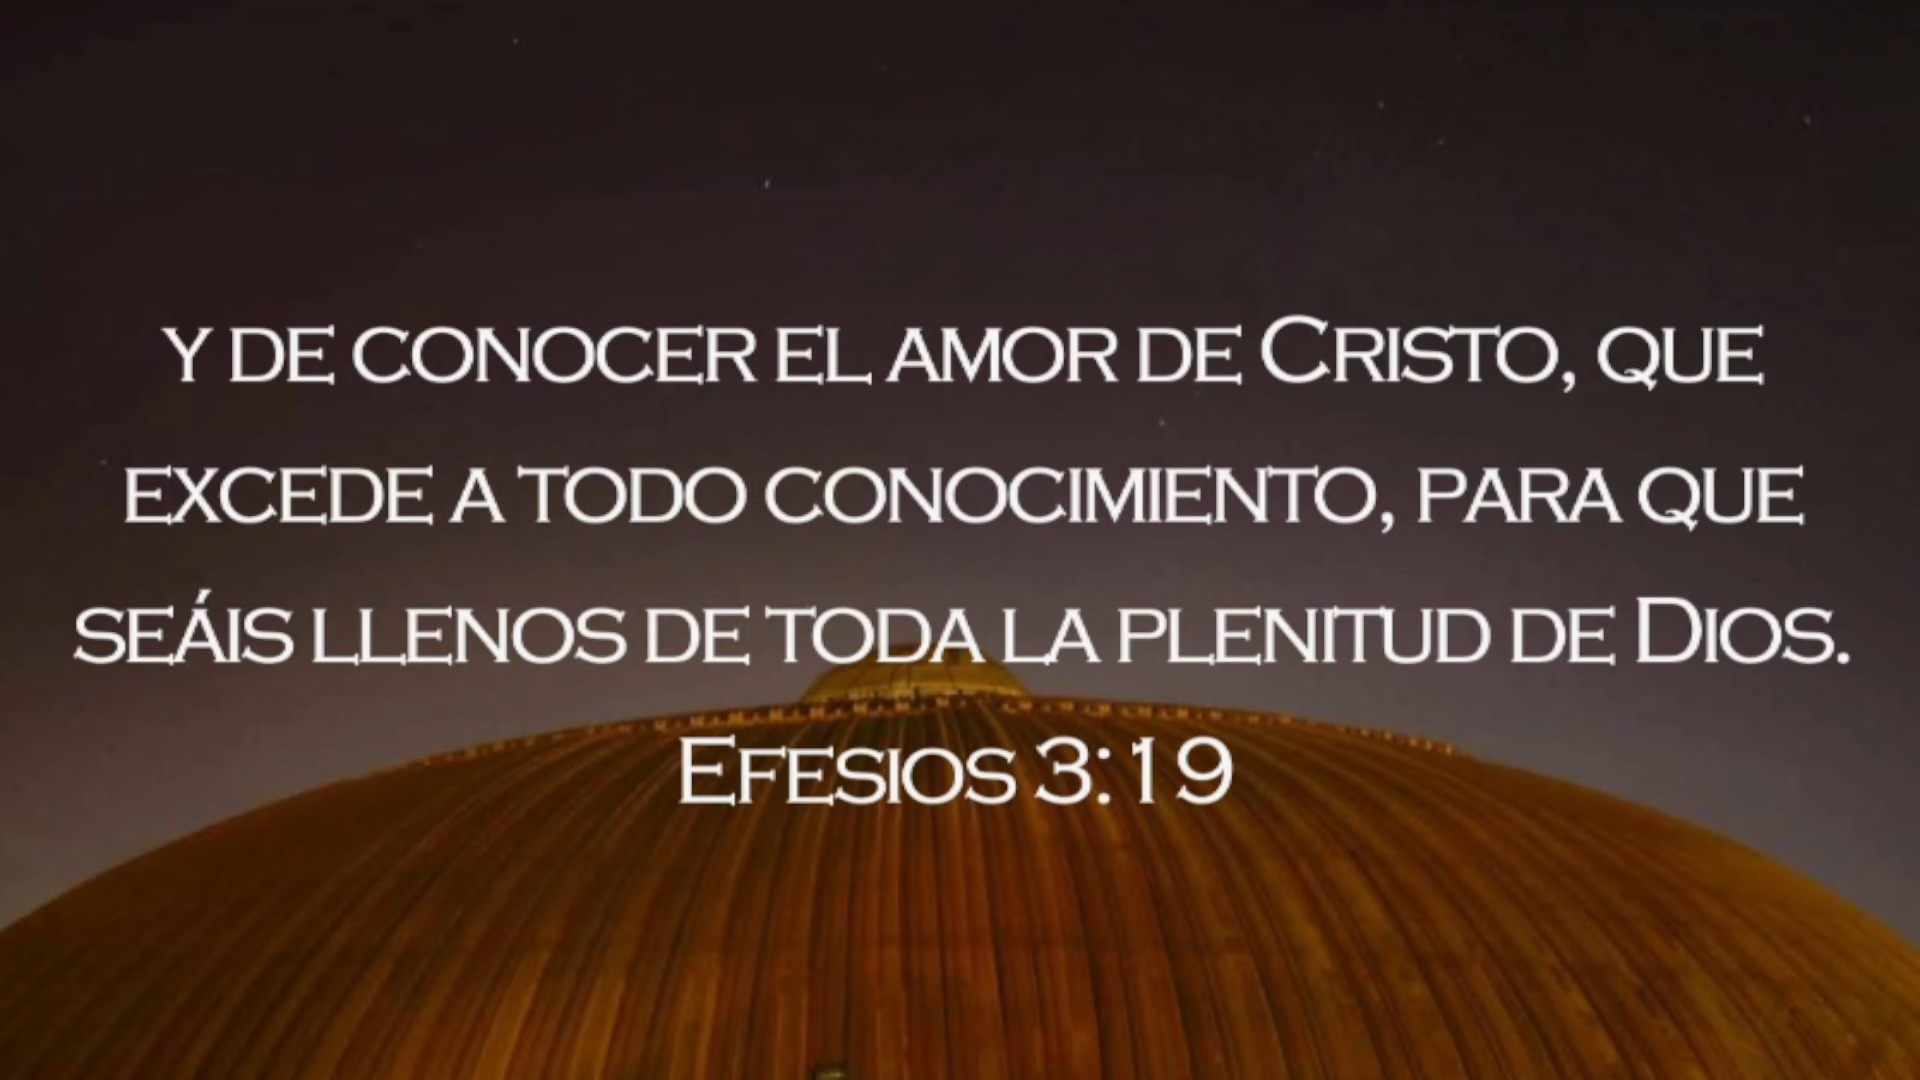 Y DE CONOCER EL AMOR DE CRISTO, QUE
EXCEDE A TODO CONOCIMIENTO, PARA QUE
SEÁIS LLENOS DE TODA LA PLENITUD DE DIOS.
EFESIOS 3:19